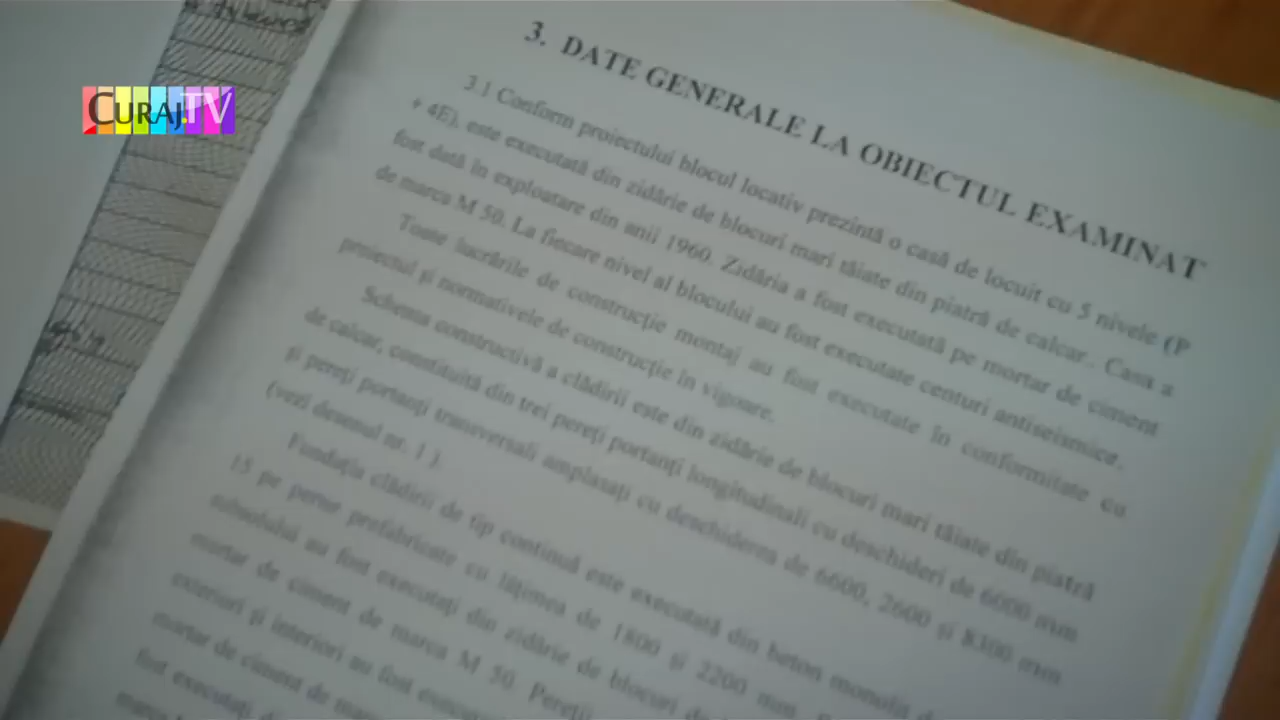 CURAJ.TV
3. DATE GENERALE LA OBIECTUL EXAMINAT
3.1 Conform proiectului blocul locativ prezintă o casă de locuit cu 5 nivele (P
+ 4E), este executată din zidărie de blocuri mari tăiate din piatră de calcar.. Casa a
fost dată în exploatare din anii 1960. Zidăria a fost executată pe mortar de ciment
de marca M 50. La fiecare nivel al blocului au fost executate centuri antiseismice.
Toate lucrările de construcție montaj au fost executate în conformitate cu
proiectul și normativele de construcție în vigoare.
Schema constructivă a clădirii este din zidărie de blocuri mari tăiate din piatră
de calcar, constituită din trei pereți portanți longitudinali cu deschideri de 6000 mm
și pereți portanți transversali amplasați cu deschiderea de 6600, 2600 și 8300 mm
(vezi desenul nr. 1 ).
Fundația clădirii de tip continuă este executată din beton monolit de
15 pe perne prefabricate cu lățimea de 1800 și 2200 mm.
subsolului au fost executați din zidărie de blocuri de
mortar de ciment de marca M 50. Pereții
exteriori și interiori au fost
mortar de ciment de
fost executați
marca